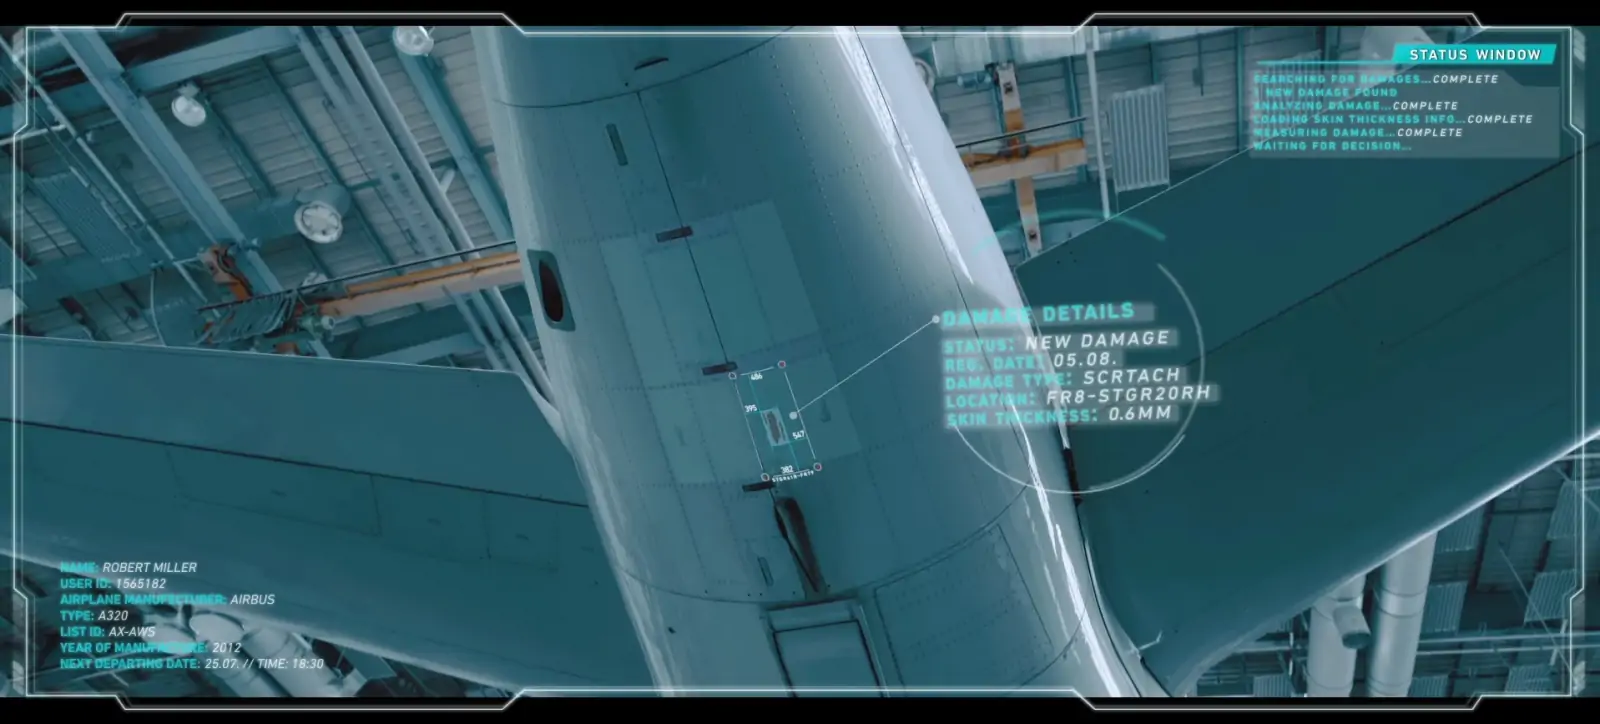 STATUS WINDOW
SEARCHING FOR DAMAGES...COMPLETE
1 NEW DAMAGE FOUND
ANALYZING DAMAGE...COMPLETE
LOADING SKIN THICKNESS INFO...COMPLETE
MEASURING DAMAGE...COMPLETE
WAITING FOR DECISION...
DAMAGE DETAILS
STATUS: NEW DAMAGE
REG. DATE: 05.08.
DAMAGE TYPE: SCRTACH
LOCATION: FR8-STGR20RH
SKIN THICKNESS: 0.6MM
486
395
547
382
NAME: ROBERT MILLER
USER ID: 1565182
AIRPLANE MANUFACTURER: AIRBUS
TYPE: A320
LIST ID: AX-AWS
YEAR OF MANUFACTURE: 2012
NEXT DEPARTING DATE: 25.07. // TIME: 18:30